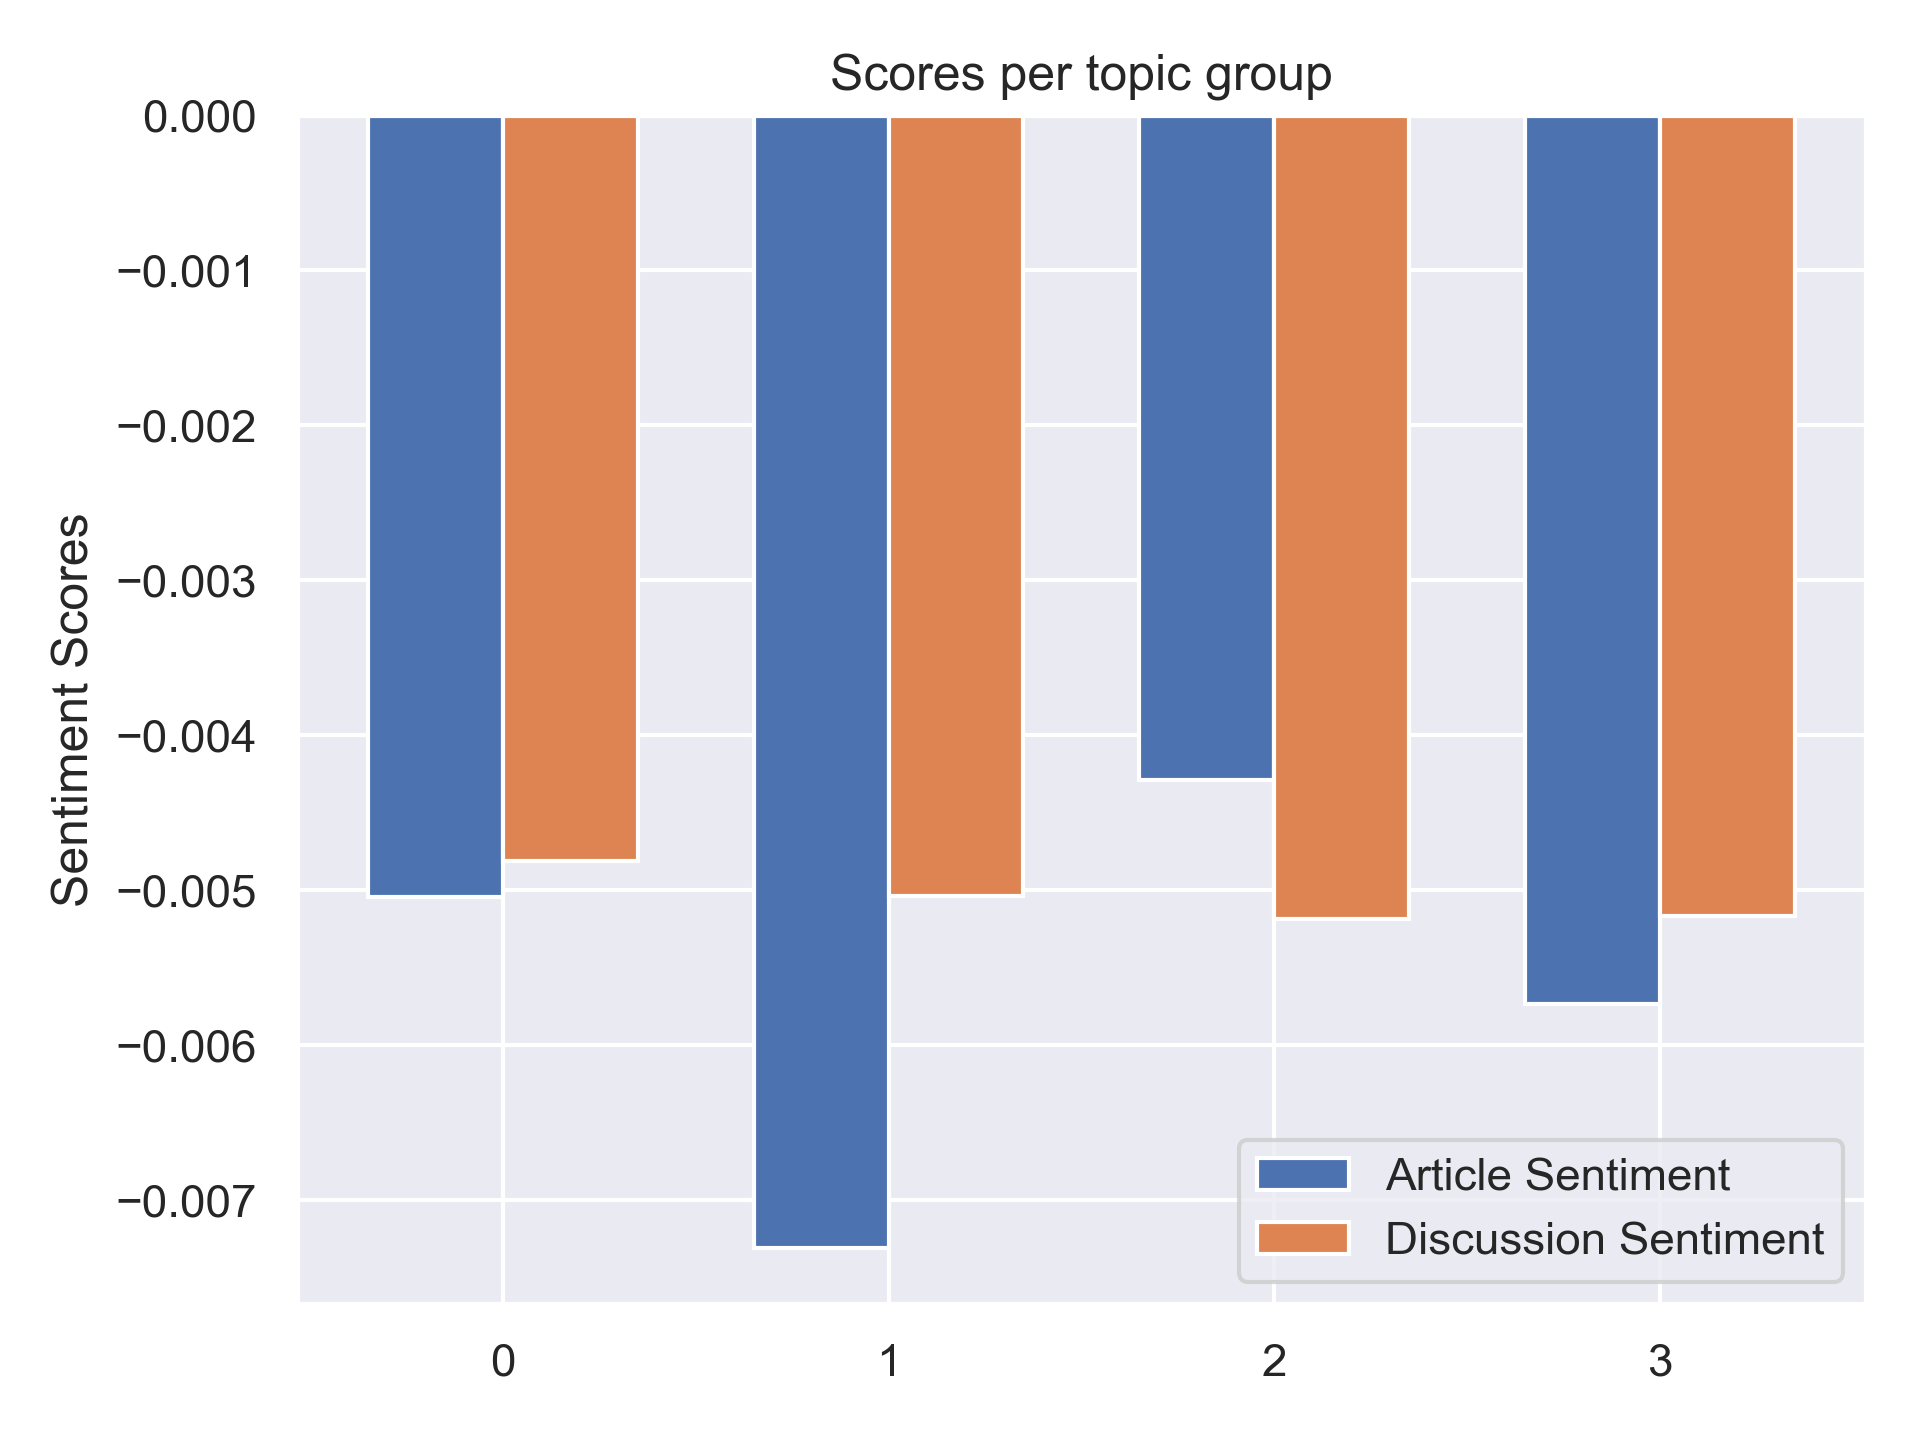 Scores per topic group
0.000
−0.001
−0.002
−0.003
−0.004
−0.005
−0.006
−0.007
Sentiment Scores
0 1 2 3
Article Sentiment
Discussion Sentiment